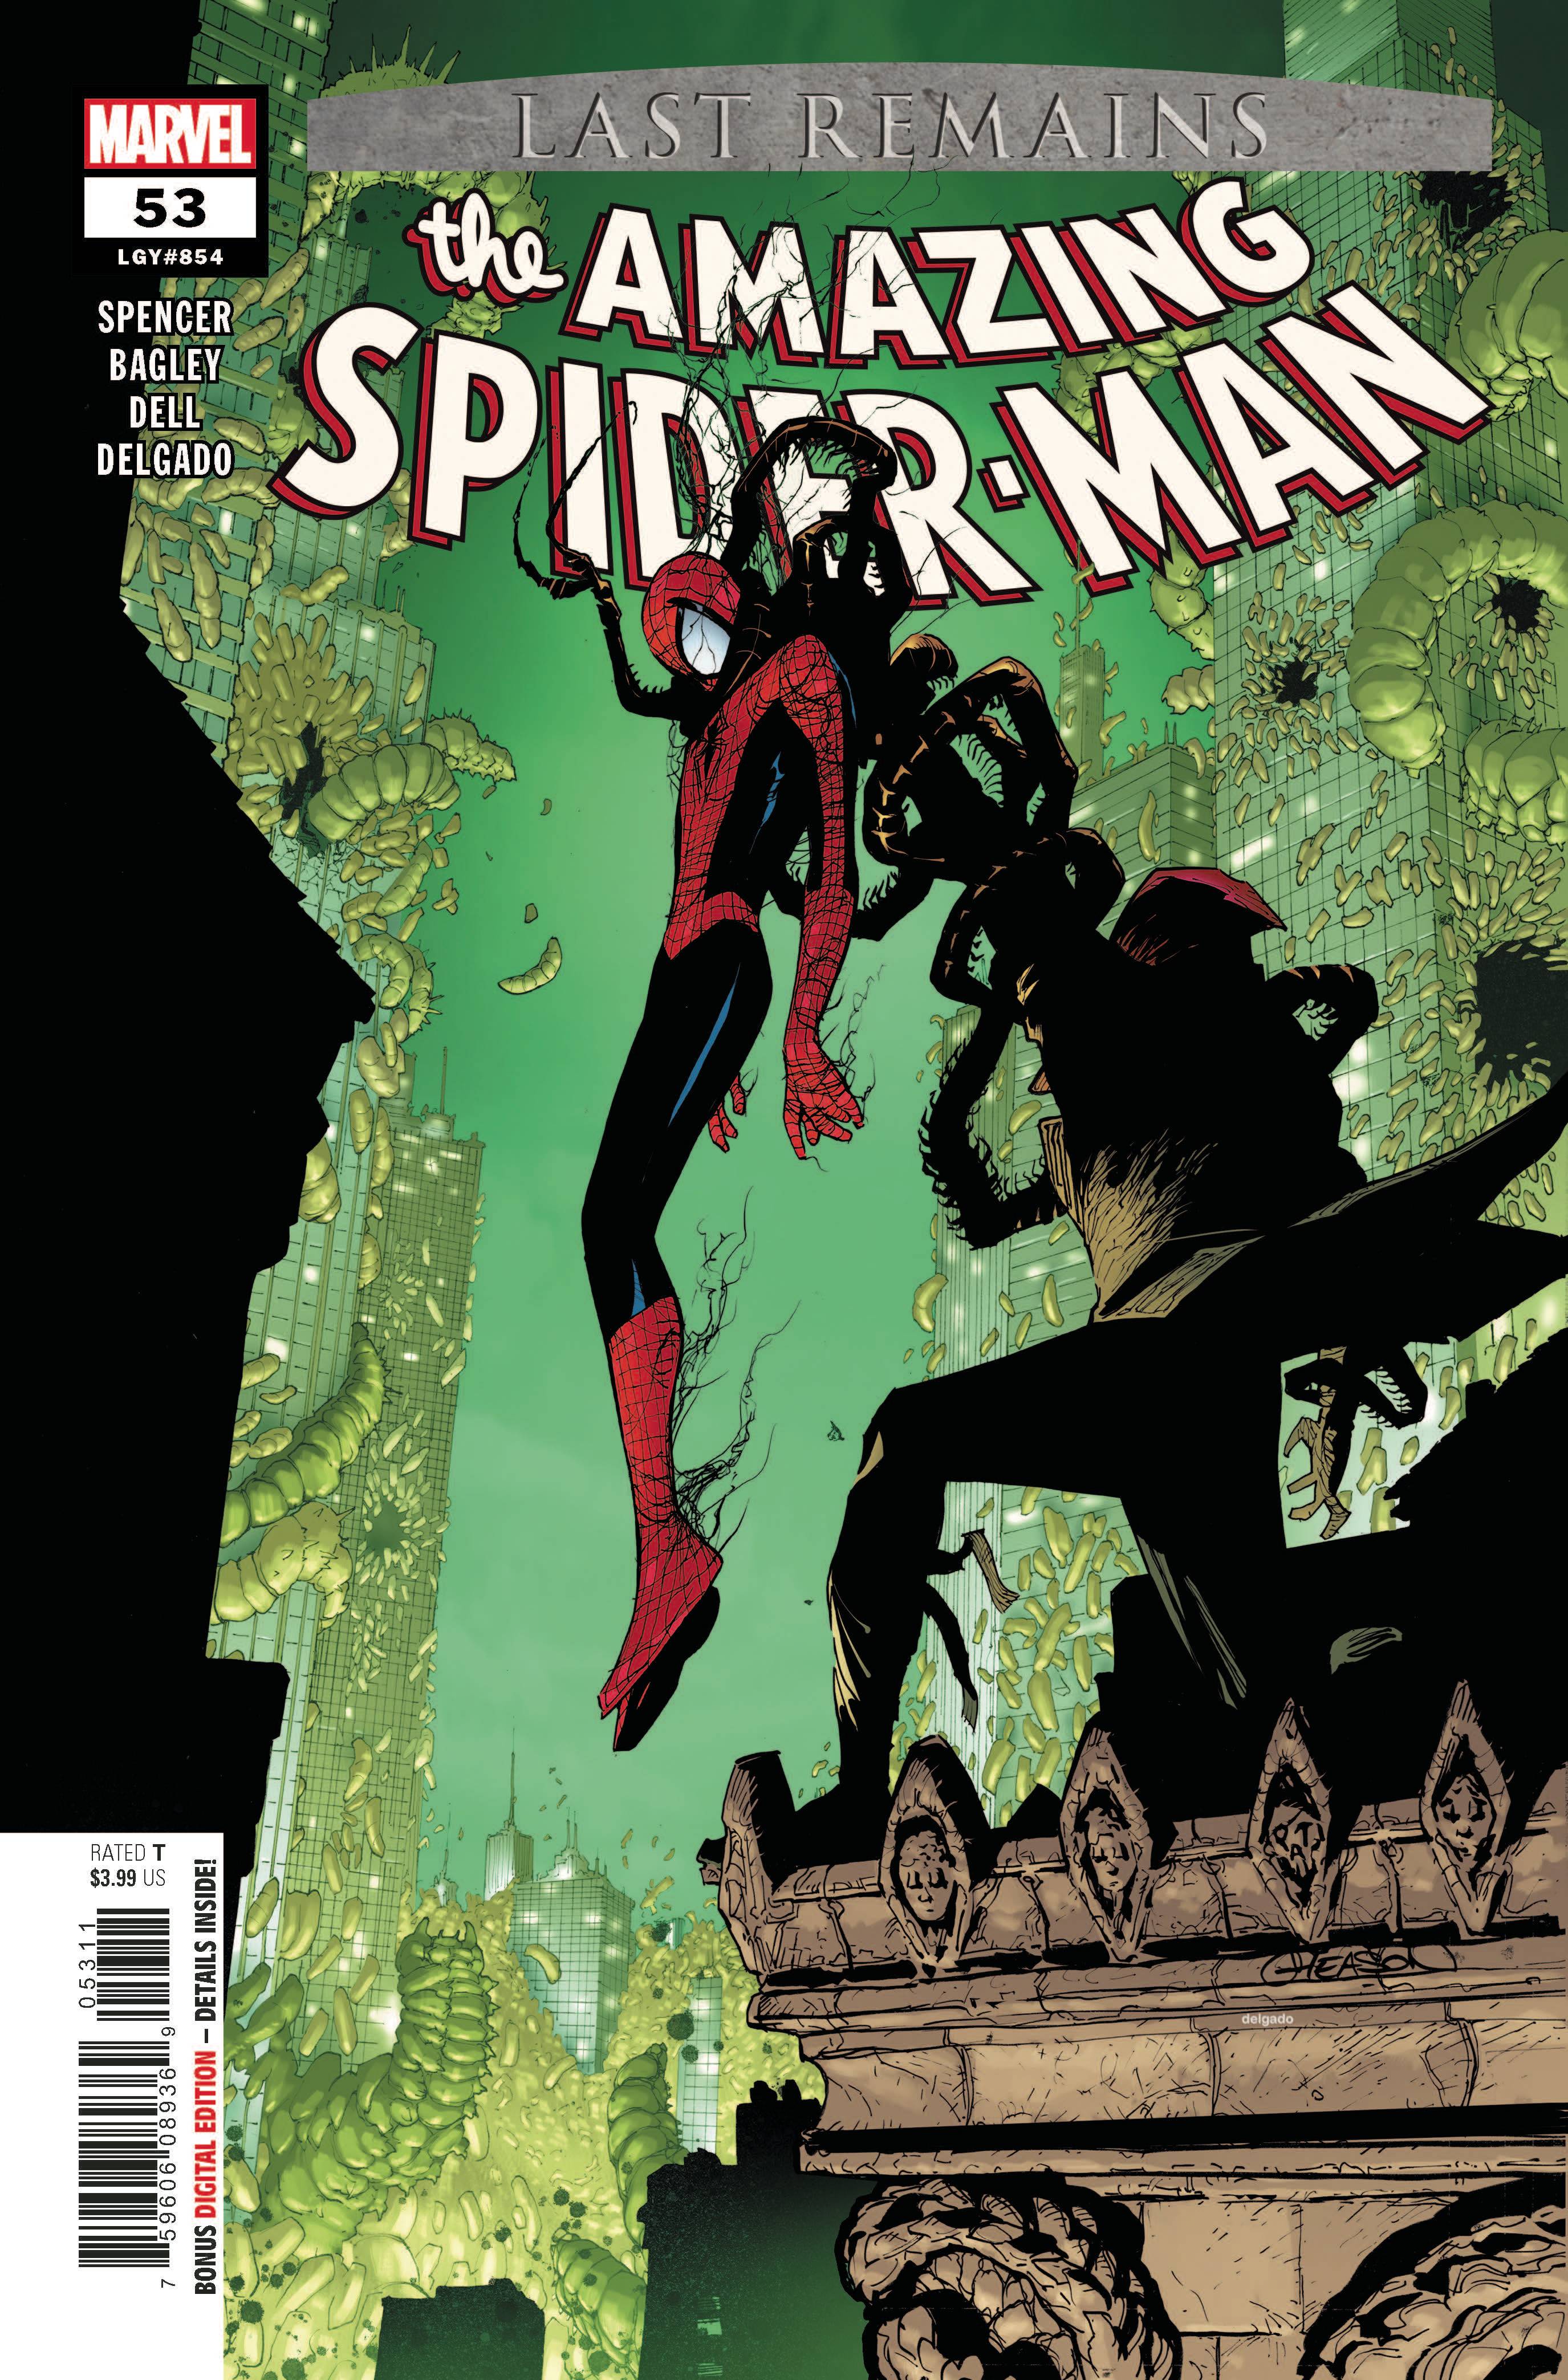 LAST REMAINS
MARVEL
53
LGY#854
the AMAZING
SPIDER-MAN
SPENCER
BAGLEY
DELL
DELGADO
GLEASON
delgado
RATED T
$3.99 US
BONUS DIGITAL EDITION – DETAILS INSIDE!
05311
7 59606 08936 9